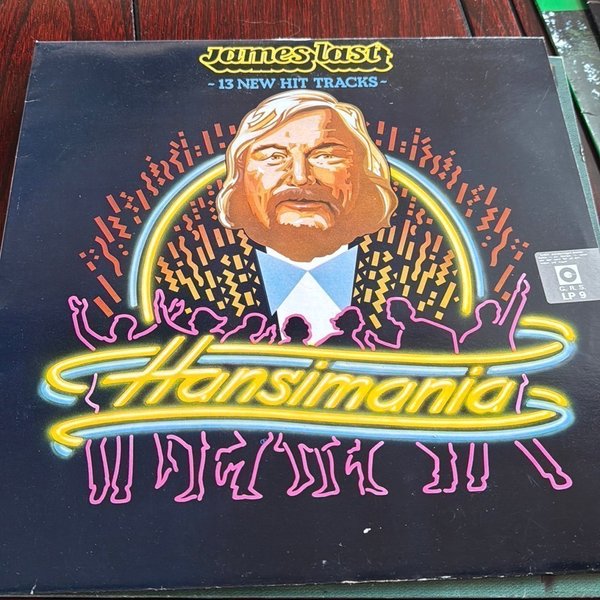 James Last
~ 13 NEW HIT TRACKS ~
C.R.S.
LP 9
Hansimania